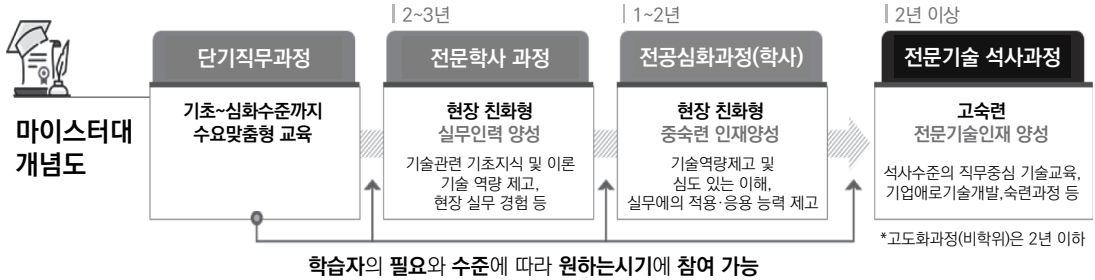 마이스터대
개념도
단기직무과정
기초~심화수준까지
수요맞춤형 교육
2~3년
전문학사 과정
현장 친화형
실무인력 양성
기술관련 기초지식 및 이론
기술 역량 제고,
현장 실무 경험 등
1~2년
전공심화과정(학사)
현장 친화형
중숙련 인재양성
기술역량제고 및
심도 있는 이해,
실무에의 적용·응용 능력 제고
2년 이상
전문기술 석사과정
고숙련
전문기술인재 양성
석사수준의 직무중심 기술교육,
기업애로기술개발,숙련과정 등
*고도화과정(비학위)은 2년 이하
학습자의 필요와 수준에 따라 원하는시기에 참여 가능